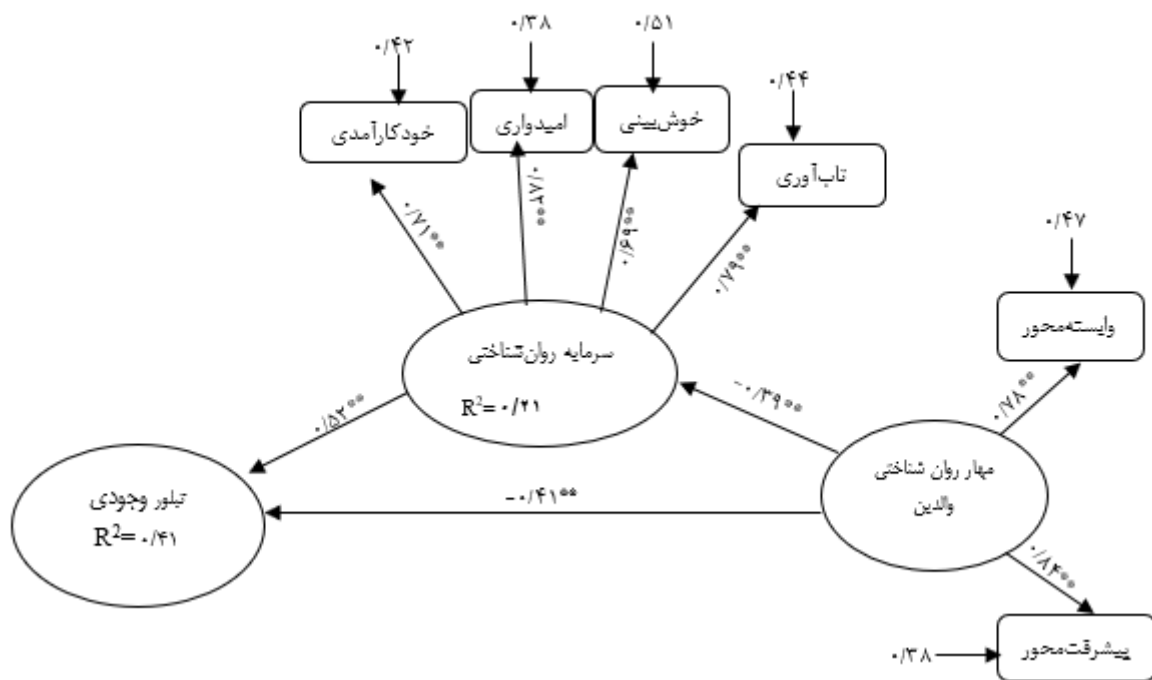 ۰/۴۲
۰/۳۸
۰/۵۱
۰/۴۴
خودکارآمدی
امیدواری
خوش‌بینی
تاب‌آوری
۰/۷۱**
۰/۸۲**
۰/۶۹**
۰/۷۹**
۰/۴۷
وابسته‌محور
۰/۷۸**
سرمایه روان‌شناختی
R²= ۰/۲۱
-۰/۳۹**
۰/۵۲**
مهار روان شناختی
والدین
-۰/۴۱**
تبلور وجودی
R²= ۰/۴۱
۰/۸۴**
پیشرقت‌محور
۰/۳۸